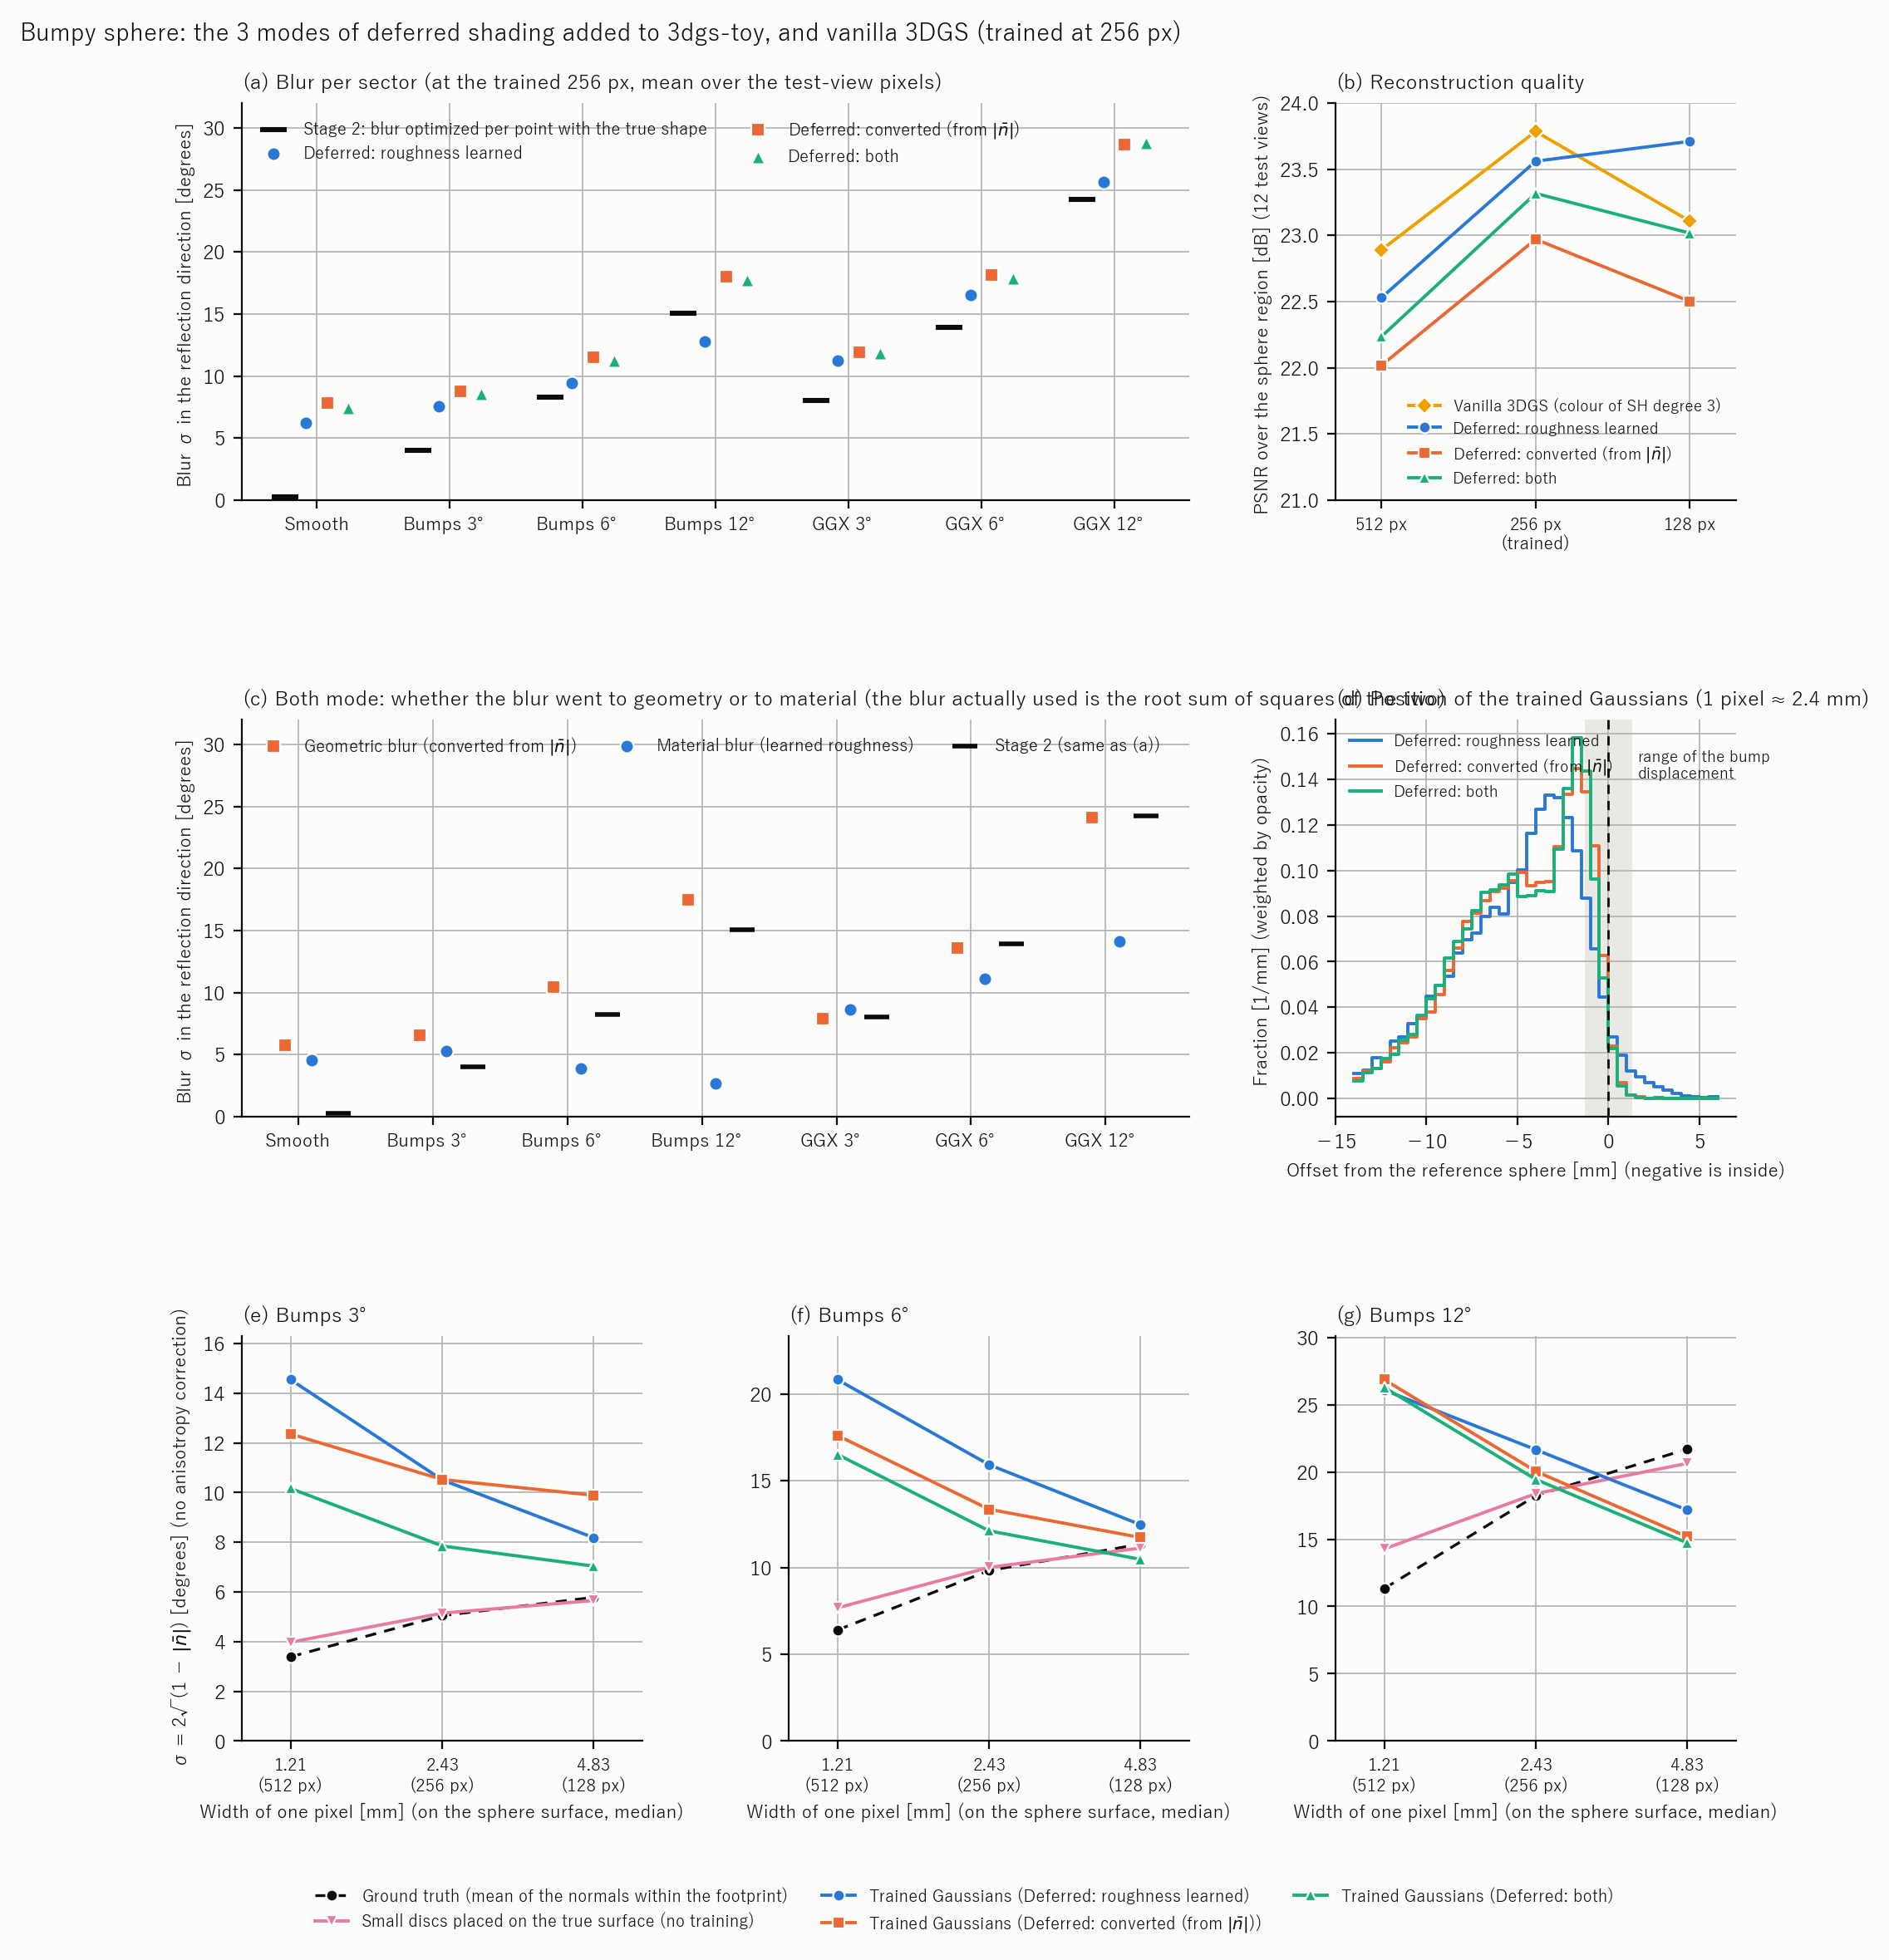 Bumpy sphere: the 3 modes of deferred shading added to 3dgs-toy, and vanilla 3DGS (trained at 256 px)
(a) Blur per sector (at the trained 256 px, mean over the test-view pixels)
Blur σ in the reflection direction [degrees]
30
25
20
15
10
5
0
Stage 2: blur optimized per point with the true shape
Deferred: roughness learned
Deferred: converted (from |n̄|)
Deferred: both
Smooth
Bumps 3°
Bumps 6°
Bumps 12°
GGX 3°
GGX 6°
GGX 12°
(b) Reconstruction quality
PSNR over the sphere region [dB] (12 test views)
24.0
23.5
23.0
22.5
22.0
21.5
21.0
Vanilla 3DGS (colour of SH degree 3)
Deferred: roughness learned
Deferred: converted (from |n̄|)
Deferred: both
512 px
256 px
(trained)
128 px
(c) Both mode: whether the blur went to geometry or to material (the blur actually used is the root sum of squares of the two)
Blur σ in the reflection direction [degrees]
30
25
20
15
10
5
0
Geometric blur (converted from |n̄|)
Material blur (learned roughness)
Stage 2 (same as (a))
Smooth
Bumps 3°
Bumps 6°
Bumps 12°
GGX 3°
GGX 6°
GGX 12°
(d) Position of the trained Gaussians (1 pixel ≈ 2.4 mm)
Fraction [1/mm] (weighted by opacity)
0.16
0.14
0.12
0.10
0.08
0.06
0.04
0.02
0.00
Deferred: roughness learned
Deferred: converted (from |n̄|)
Deferred: both
range of the bump
displacement
−15
−10
−5
0
5
Offset from the reference sphere [mm] (negative is inside)
(e) Bumps 3°
σ = 2√(1 − |n̄|) [degrees] (no anisotropy correction)
16
14
12
10
8
6
4
2
0
1.21
(512 px)
2.43
(256 px)
4.83
(128 px)
Width of one pixel [mm] (on the sphere surface, median)
(f) Bumps 6°
20
15
10
5
0
1.21
(512 px)
2.43
(256 px)
4.83
(128 px)
Width of one pixel [mm] (on the sphere surface, median)
(g) Bumps 12°
30
25
20
15
10
5
0
1.21
(512 px)
2.43
(256 px)
4.83
(128 px)
Width of one pixel [mm] (on the sphere surface, median)
Ground truth (mean of the normals within the footprint)
Small discs placed on the true surface (no training)
Trained Gaussians (Deferred: roughness learned)
Trained Gaussians (Deferred: converted (from |n̄|))
Trained Gaussians (Deferred: both)